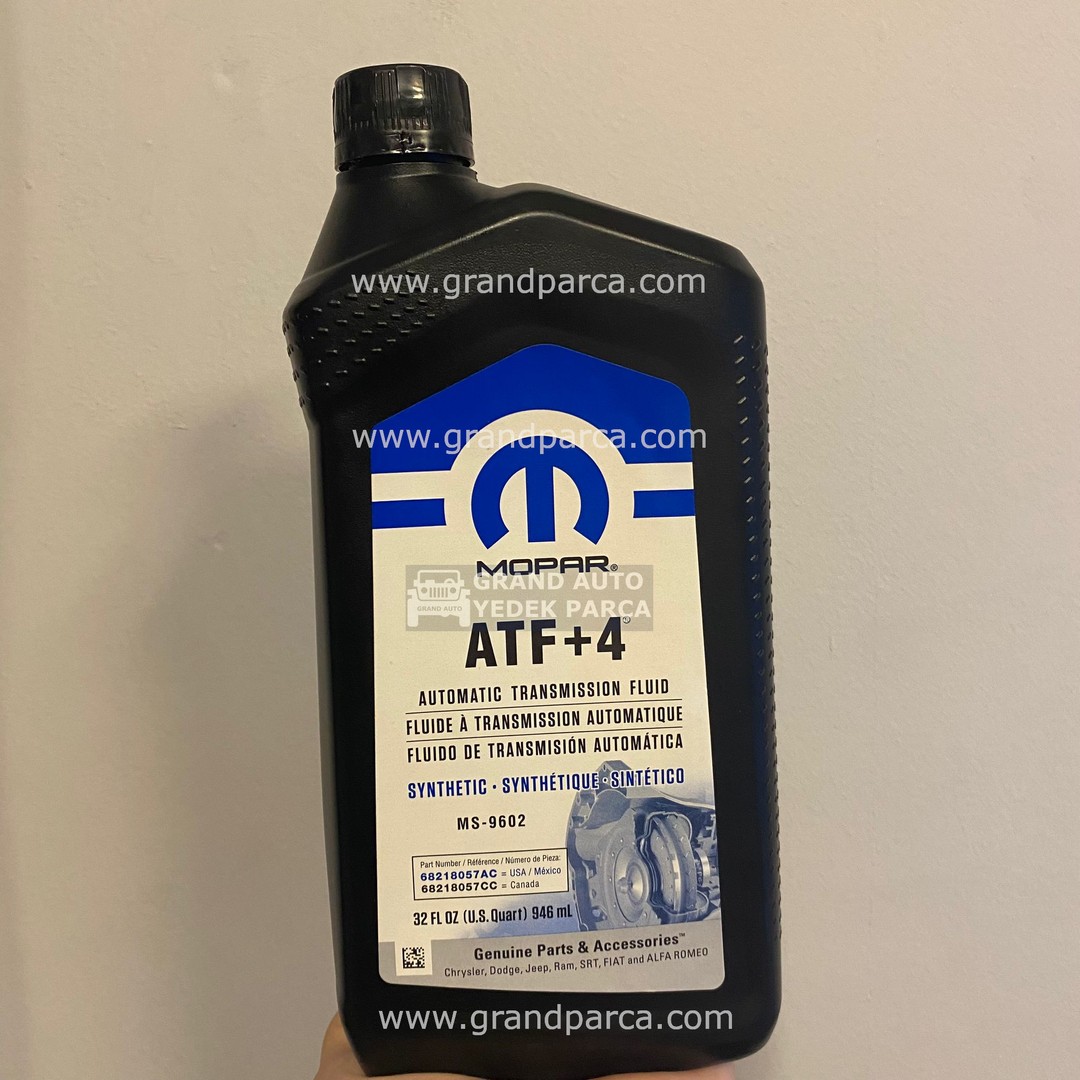 www.grandparca.com
www.grandparca.com
MOPAR®
GRAND AUTO
YEDEK PARÇA
GRAND AUTO
ATF+4
AUTOMATIC TRANSMISSION FLUID
FLUIDE À TRANSMISSION AUTOMATIQUE
FLUIDO DE TRANSMISIÓN AUTOMÁTICA
SYNTHETIC · SYNTHÉTIQUE · SINTÉTICO
MS-9602
Part Number / Référence / Número de Pieza:
68218057AC = USA / México
68218057CC = Canada
32 FL OZ (U.S. Quart) 946 mL
Genuine Parts & Accessories™
Chrysler, Dodge, Jeep, Ram, SRT, FIAT and ALFA ROMEO
www.grandparca.com